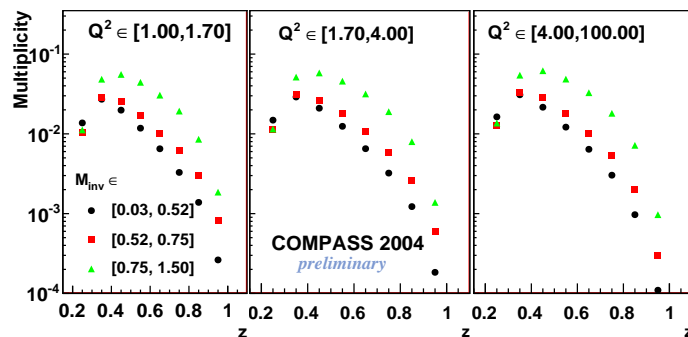 Multiplicity
10^-1
10^-2
10^-3
10^-4
Q² ∈ [1.00,1.70]
Q² ∈ [1.70,4.00]
Q² ∈ [4.00,100.00]
M_inv ∈
[0.03, 0.52]
[0.52, 0.75]
[0.75, 1.50]
COMPASS 2004
preliminary
0.2 0.4 0.6 0.8 1 0.2 0.4 0.6 0.8 1 0.2 0.4 0.6 0.8 1
z z z